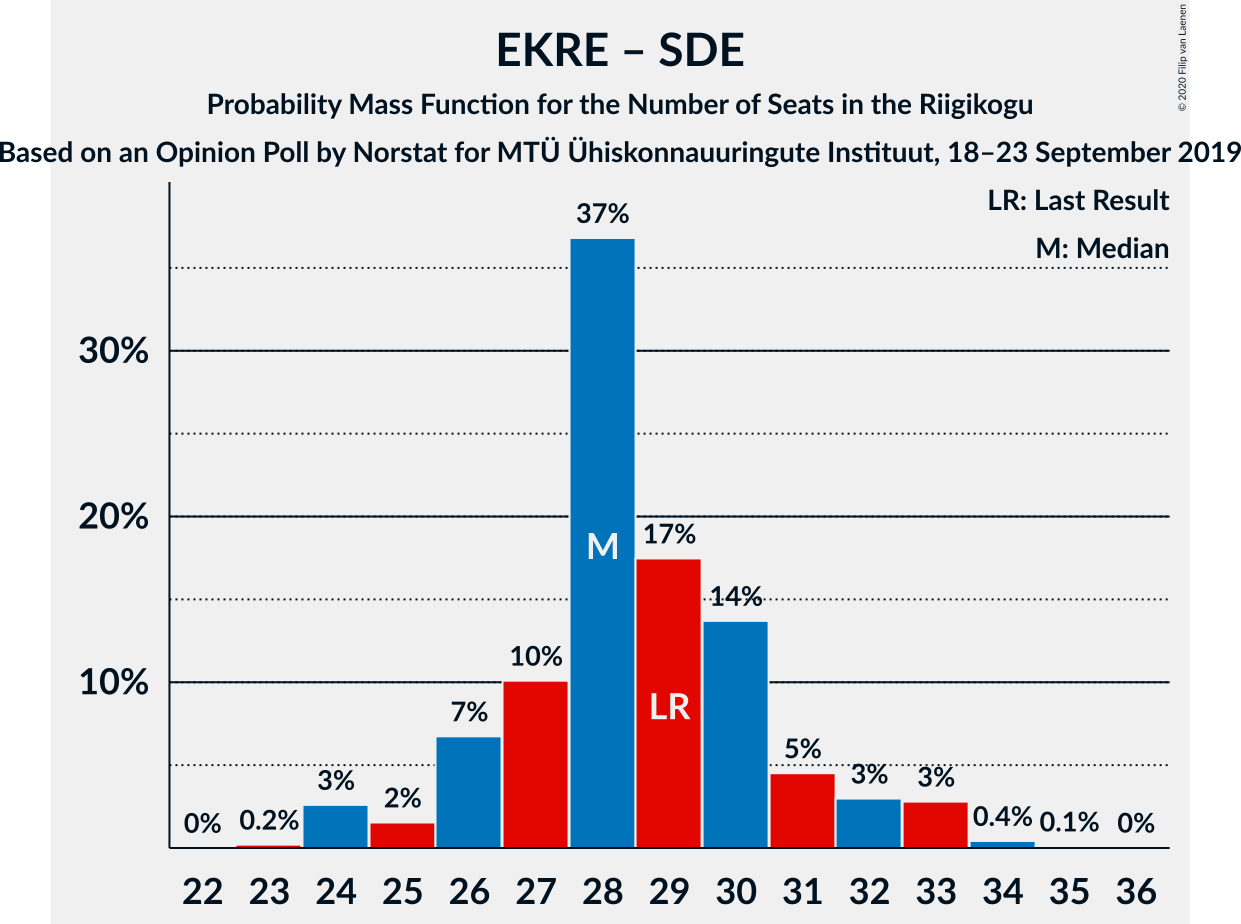 EKRE – SDE
Probability Mass Function for the Number of Seats in the Riigikogu
Based on an Opinion Poll by Norstat for MTÜ Ühiskonnauuringute Instituut, 18–23 September 2019
© 2020 Filip van Laenen
LR: Last Result
M: Median
37%
30%
20%
10%
M
17%
14%
LR
10%
7%
5%
3%
2%
3%
3%
0% 0.2%
0.4% 0.1% 0%
22 23 24 25 26 27 28 29 30 31 32 33 34 35 36